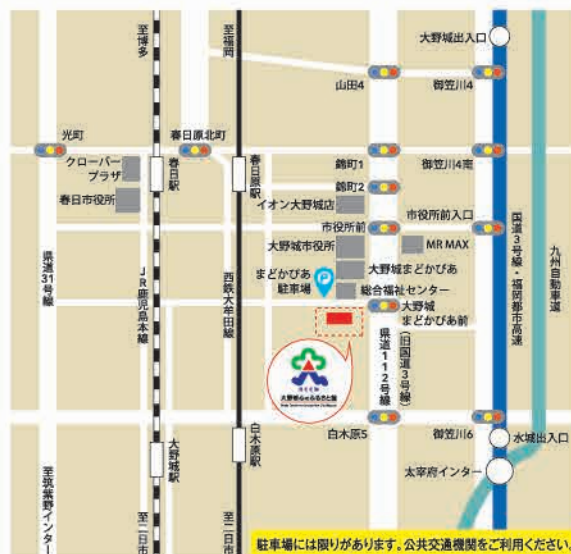 大野城出入口
至博多
至福岡
山田4
御笠川4
光町
春日原北町
錦町1
御笠川4南
クローバー
プラザ
春日駅
春日原駅
錦町2
イオン大野城店
春日市役所
市役所前
市役所前入口
大野城市役所
MR MAX
国道3号線・福岡都市高速
九州自動車道
県道31号線
JR鹿児島本線
西鉄大牟田線
まどかぴあ
駐車場
P
大野城まどかぴあ
総合福祉センター
大野城
まどかぴあ前
県道112号線
(旧国道3号線)
大野城心のふるさと館
白木原5
御笠川6
水城出入口
大野城駅
白木原駅
太宰府インター
至筑紫野インター
至二日市
至二日市
駐車場には限りがあります。公共交通機関をご利用ください。